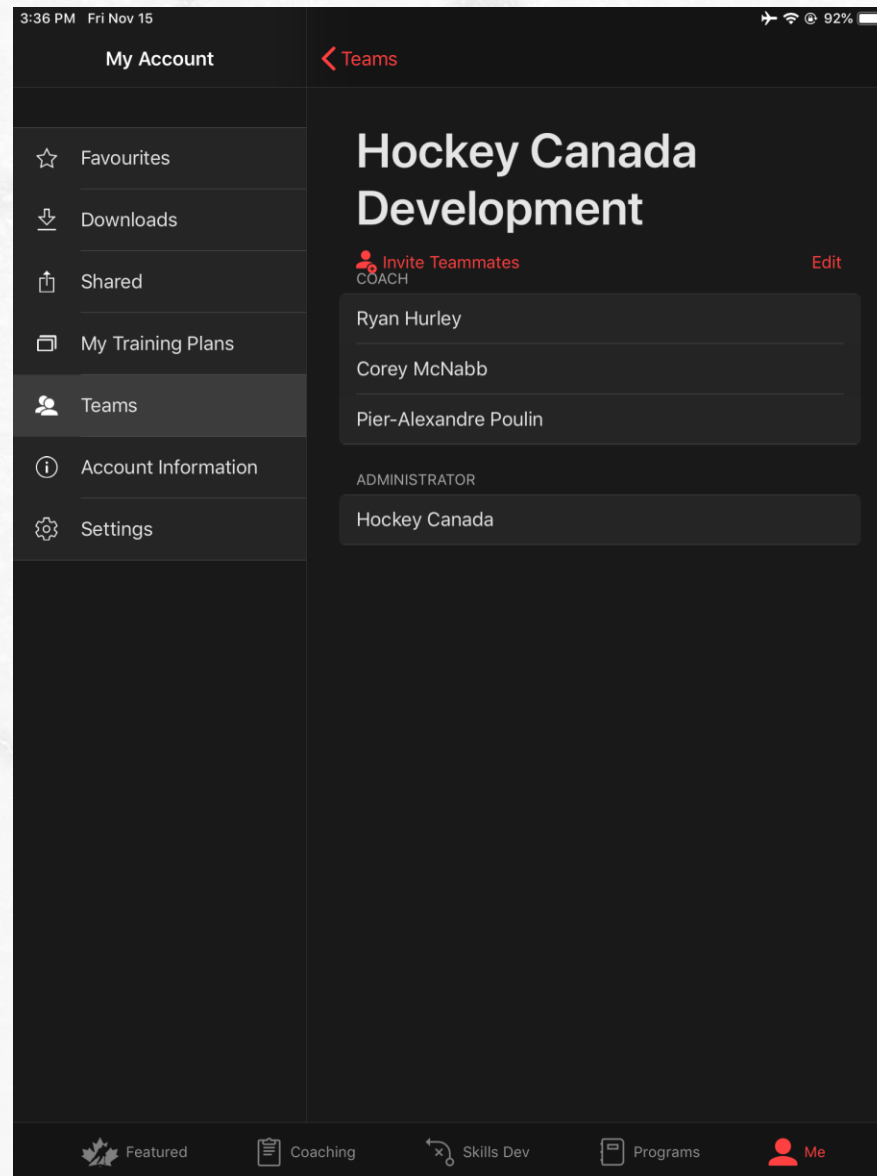 3:36 PM Fri Nov 15
92%
My Account
Teams
Favourites
Downloads
Shared
My Training Plans
Teams
Account Information
Settings
Hockey Canada
Development
Invite Teammates
Edit
COACH
Ryan Hurley
Corey McNabb
Pier-Alexandre Poulin
ADMINISTRATOR
Hockey Canada
Featured
Coaching
Skills Dev
Programs
Me